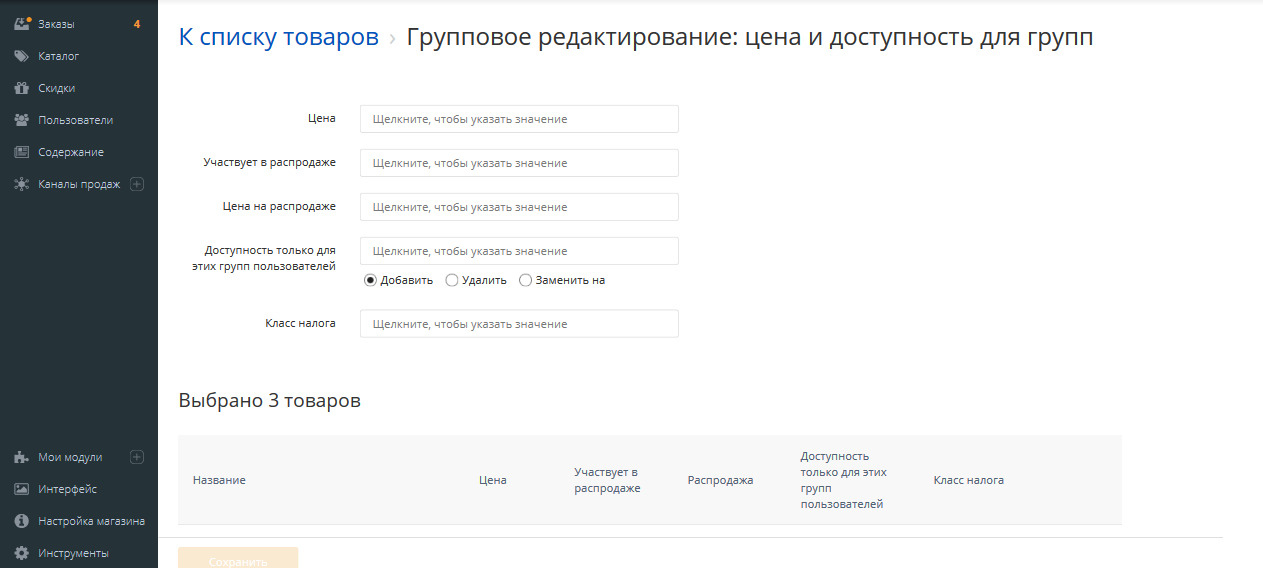 Заказы 4
Каталог
Скидки
Пользователи
Содержание
Каналы продаж
Мои модули
Интерфейс
Настройка магазина
Инструменты
К списку товаров › Групповое редактирование: цена и доступность для групп
Цена Щелкните, чтобы указать значение
Участвует в распродаже Щелкните, чтобы указать значение
Цена на распродаже Щелкните, чтобы указать значение
Доступность только для
этих групп пользователей
Щелкните, чтобы указать значение
Добавить Удалить Заменить на
Класс налога Щелкните, чтобы указать значение
Выбрано 3 товаров
Название
Цена
Участвует в
распродаже
Распродажа
Доступность
только для этих
групп
пользователей
Класс налога
Сохранить